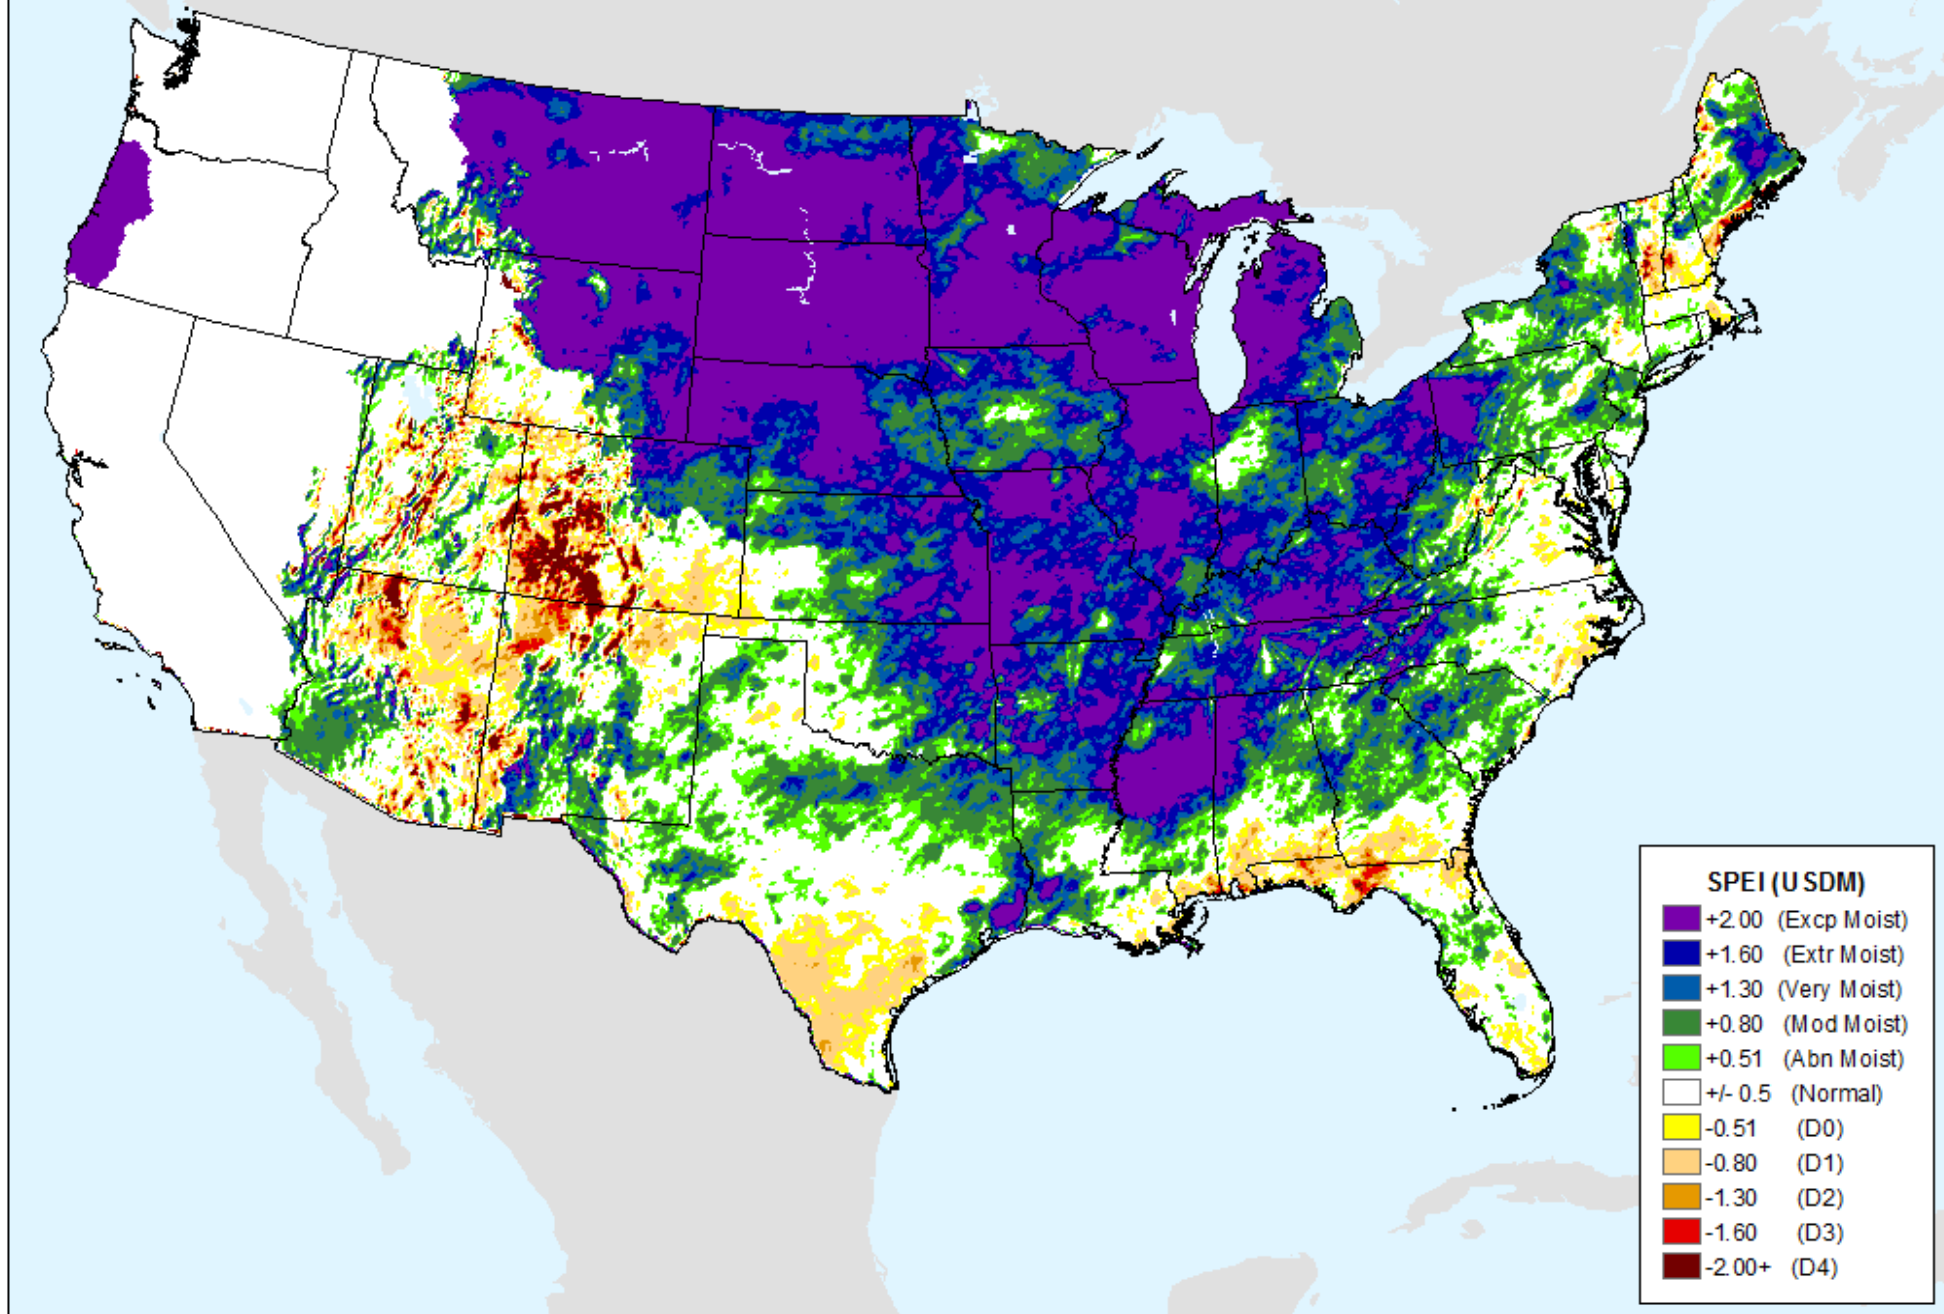 SPEI (USDM)
+2.00 (Excp Moist)
+1.60 (Extr Moist)
+1.30 (Very Moist)
+0.80 (Mod Moist)
+0.51 (Abn Moist)
+/- 0.5 (Normal)
-0.51 (D0)
-0.80 (D1)
-1.30 (D2)
-1.60 (D3)
-2.00+ (D4)